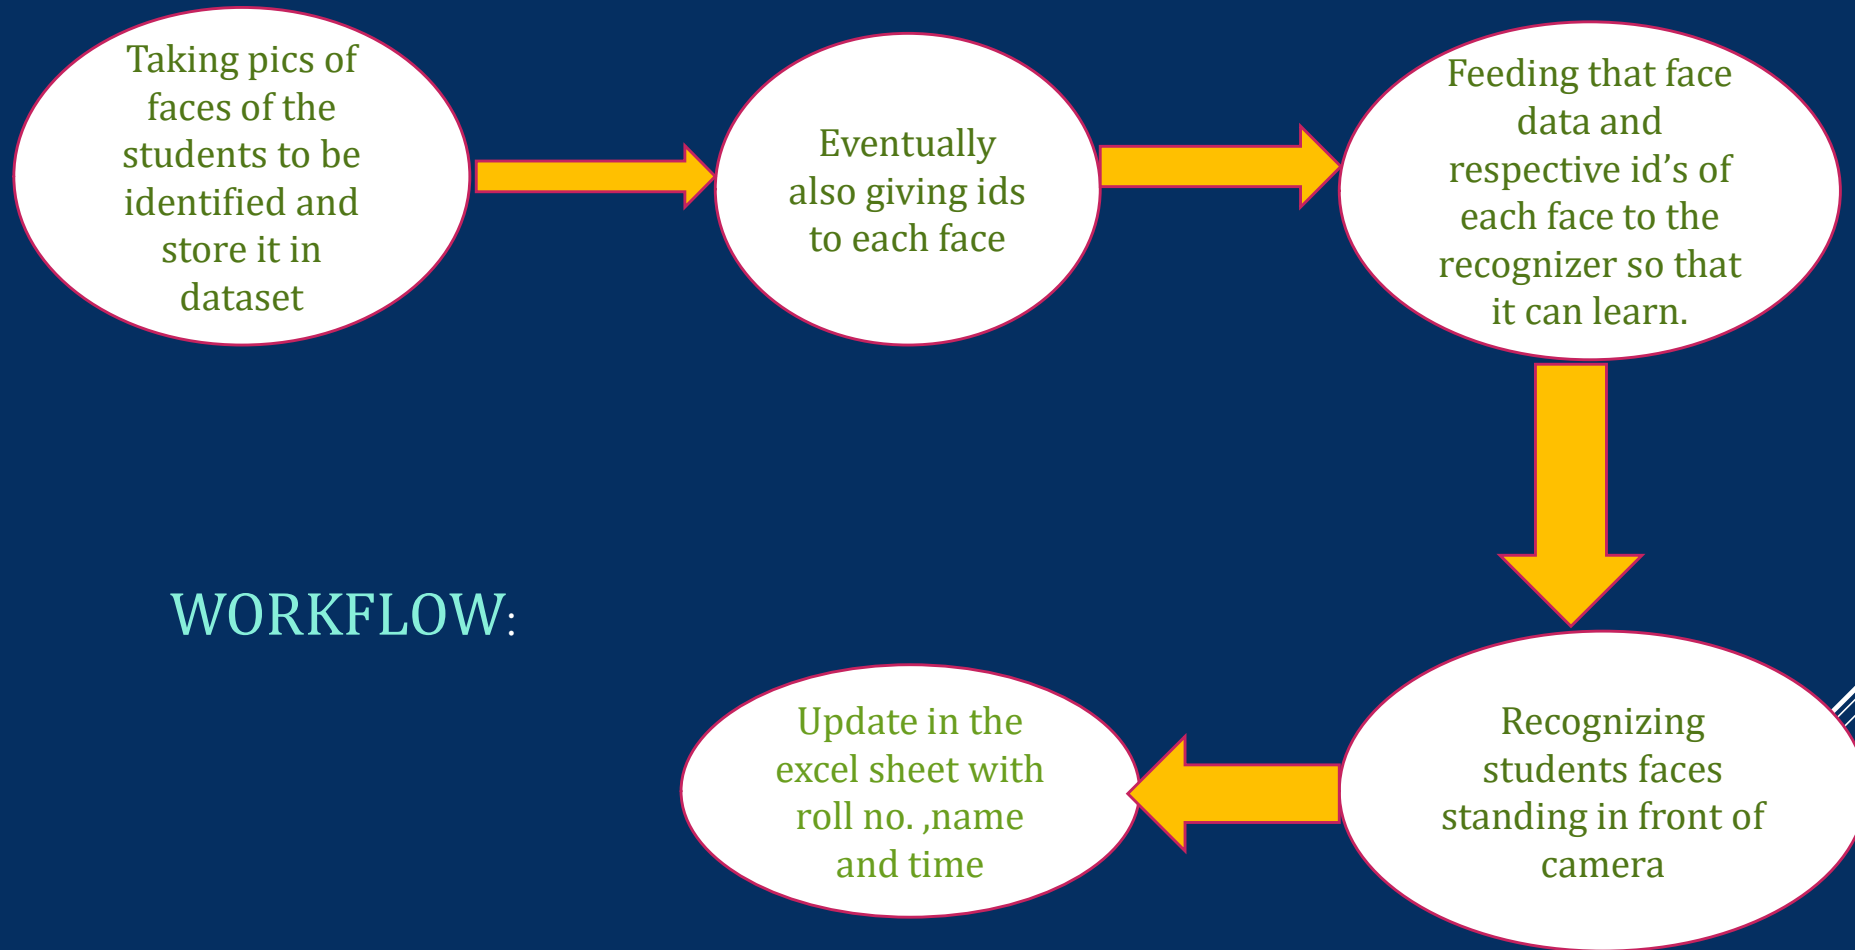 Taking pics of
faces of the
students to be
identified and
store it in
dataset
Eventually
also giving ids
to each face
Feeding that face
data and
respective id’s of
each face to the
recognizer so that
it can learn.
WORKFLOW:
Recognizing
students faces
standing in front of
camera
Update in the
excel sheet with
roll no. ,name
and time